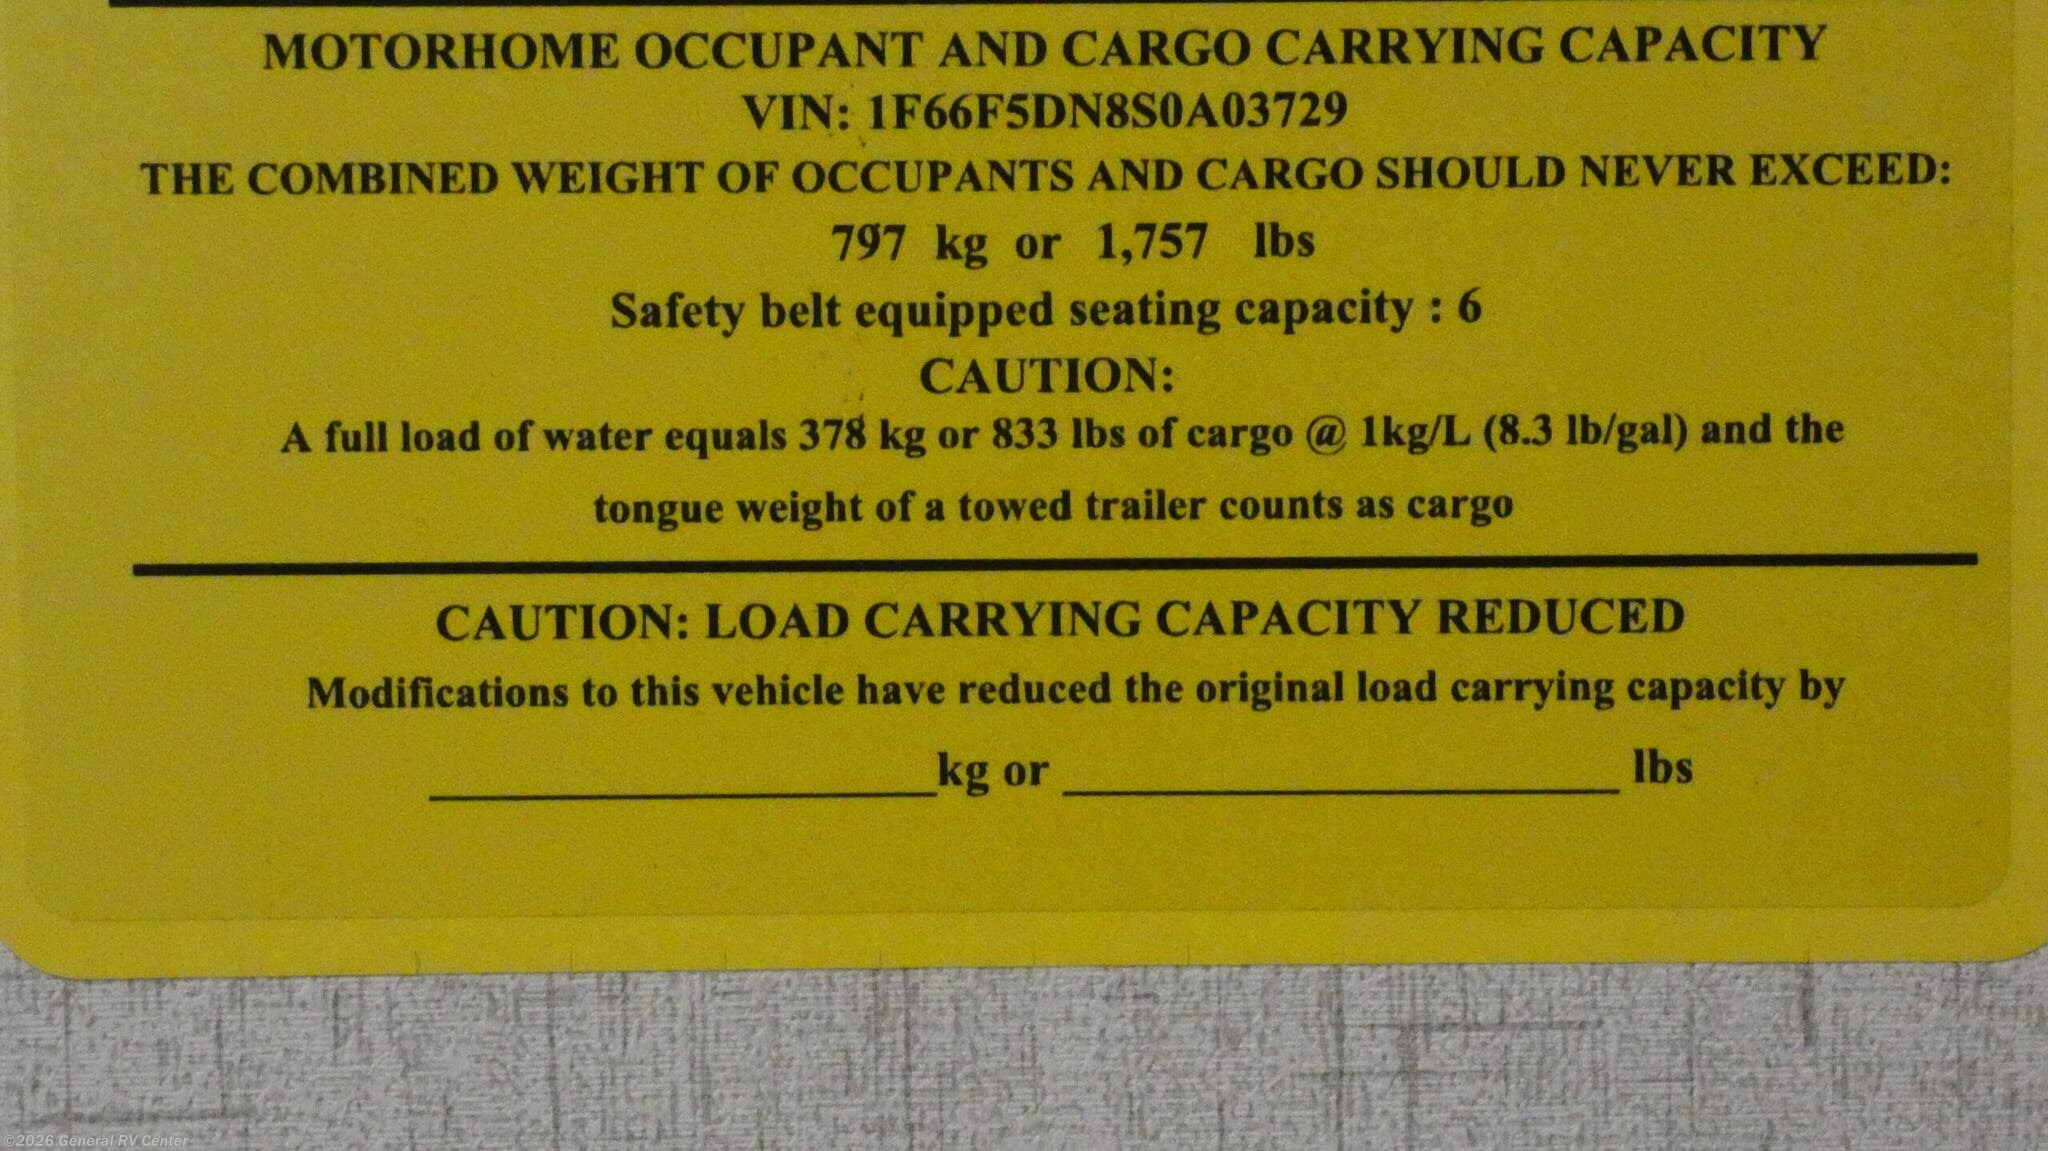 MOTORHOME OCCUPANT AND CARGO CARRYING CAPACITY
VIN: 1F66F5DN8S0A03729
THE COMBINED WEIGHT OF OCCUPANTS AND CARGO SHOULD NEVER EXCEED:
797 kg or 1,757 lbs
Safety belt equipped seating capacity : 6
CAUTION:
A full load of water equals 378 kg or 833 lbs of cargo @ 1kg/L (8.3 lb/gal) and the
tongue weight of a towed trailer counts as cargo
CAUTION: LOAD CARRYING CAPACITY REDUCED
Modifications to this vehicle have reduced the original load carrying capacity by
____________kg or ____________ lbs
©2026 General RV Center